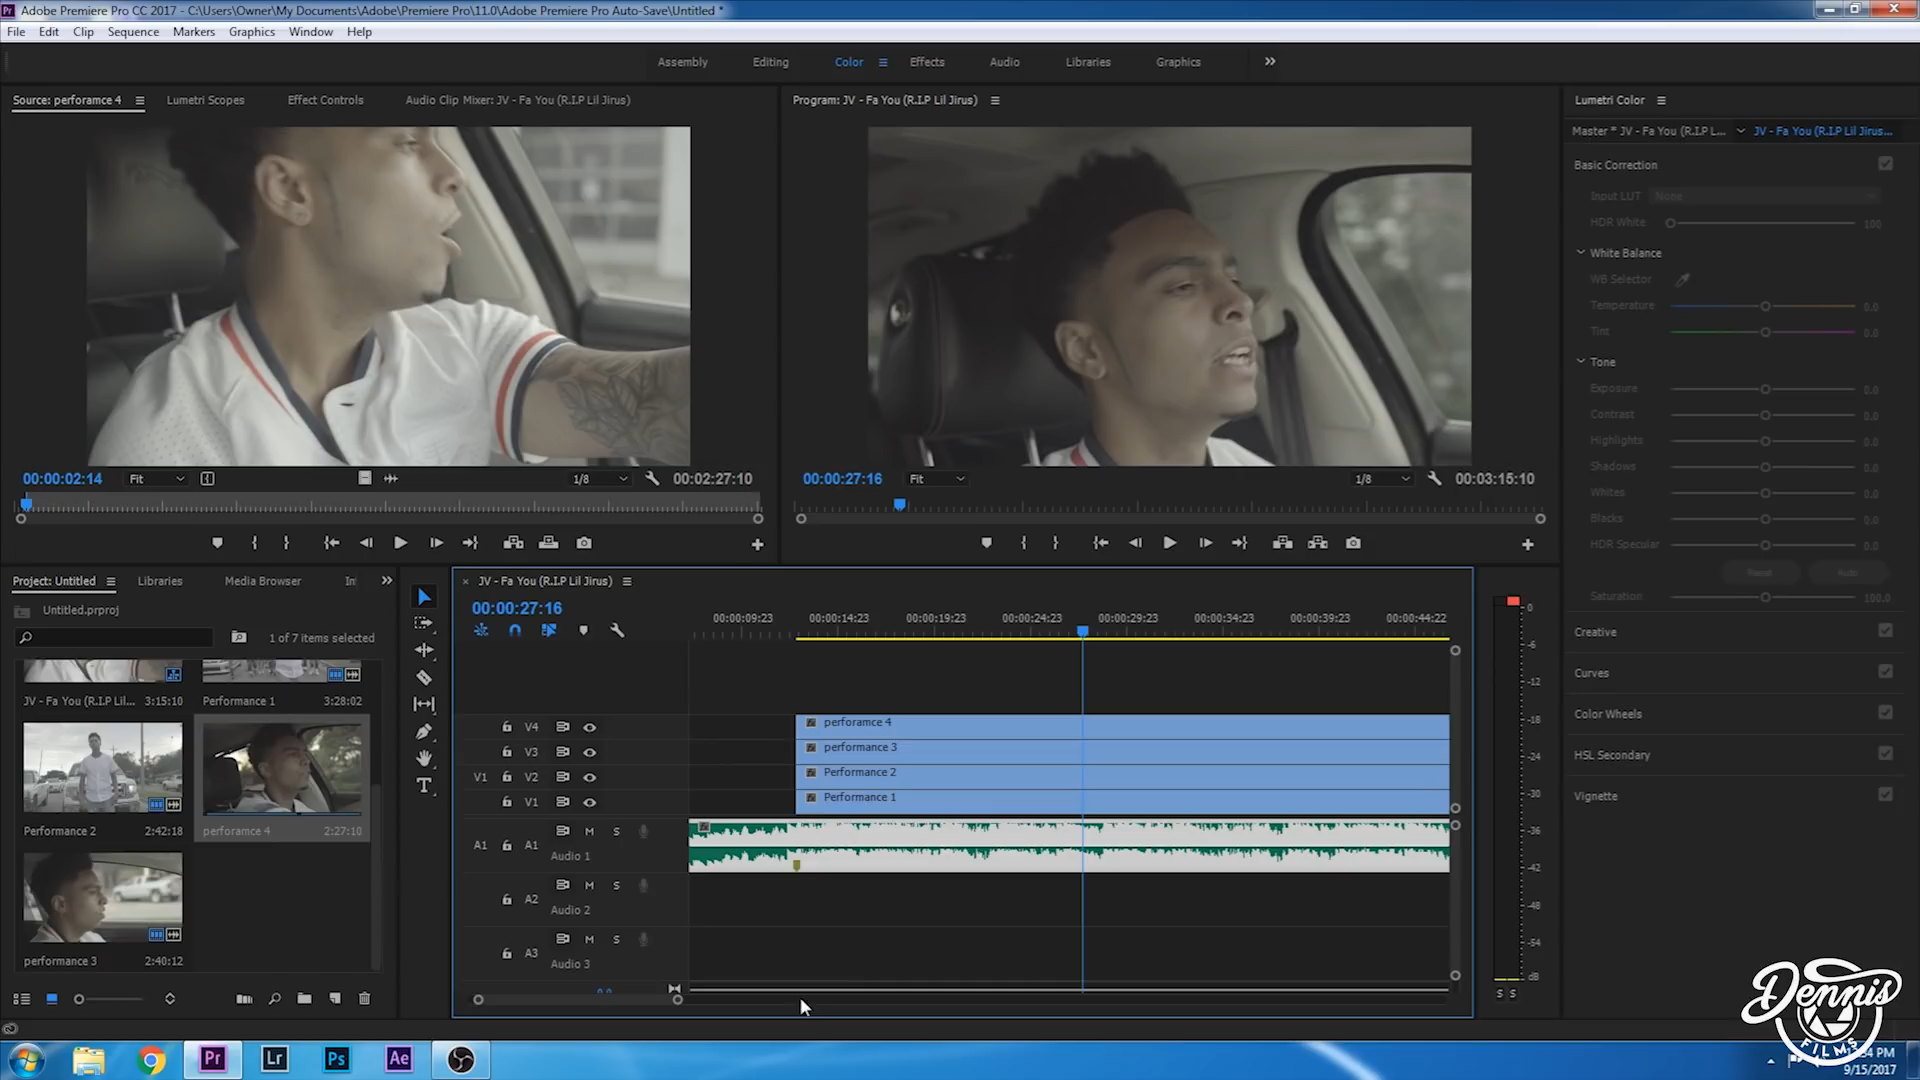 Adobe Premiere Pro CC 2017 - C:\Users\Owner\My Documents\Adobe\Premiere Pro\11.0\Adobe Premiere Pro Auto-Save\Untitled *
File Edit Clip Sequence Markers Graphics Window Help
Assembly Editing Color Effects Audio Libraries Graphics
Source: perforamce 4 Lumetri Scopes Effect Controls Audio Clip Mixer: JV - Fa You (R.I.P Lil Jirus)
Program: JV - Fa You (R.I.P Lil Jirus)
Lumetri Color
Master * JV - Fa You (R.I.P L... JV - Fa You (R.I.P Lil Jirus...
Basic Correction
Input LUT None
HDR White 100
White Balance
WB Selector
Temperature 0.0
Tint 0.0
Tone
Exposure 0.0
Contrast 0.0
Highlights 0.0
Shadows 0.0
Whites 0.0
Blacks 0.0
HDR Specular 0.0
Reset Auto
Saturation 100.0
Creative
Curves
Color Wheels
HSL Secondary
Vignette
00:00:02:14 Fit 1/8 00:02:27:10
00:00:27:16 Fit 1/8 00:03:15:10
Project: Untitled Libraries Media Browser
Untitled.prproj
1 of 7 items selected
JV - Fa You (R.I.P Lil... 3:15:10 Performance 1 3:28:02
Performance 2 2:42:18 perforamce 4 2:27:10
performance 3 2:40:12
JV - Fa You (R.I.P Lil Jirus)
00:00:27:16
00:00:09:23 00:00:14:23 00:00:19:23 00:00:24:23 00:00:29:23 00:00:34:23 00:00:39:23 00:00:44:22
V4 perforamce 4
V3 performance 3
V1 V2 Performance 2
V1 Performance 1
A1 A1 M S
Audio 1
A2 M S
Audio 2
A3 M S
Audio 3
0
-6
-12
-18
-24
-30
-36
-42
-48
-54
dB
S S
Pr Lr Ps Ae
Dennis
FILMS
9/15/2017